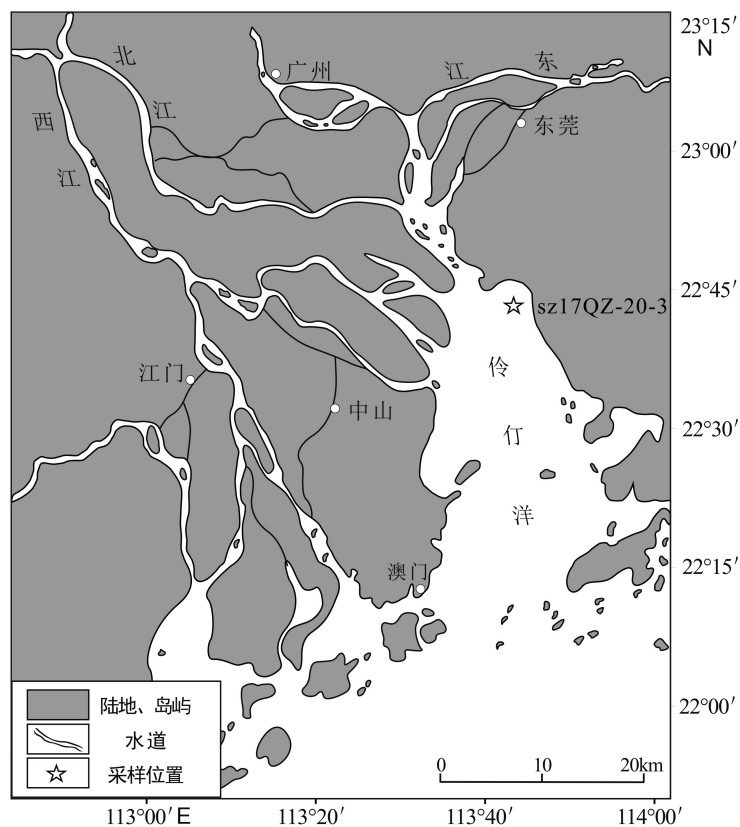 23°15′
N
北
江
广州
江
东
西
江
东莞
23°00′
22°45′
sz17QZ-20-3
伶
仃
洋
江门
中山
22°30′
22°15′
澳门
22°00′
陆地、岛屿
水道
采样位置
0
10
20km
113°00′ E
113°20′
113°40′
114°00′